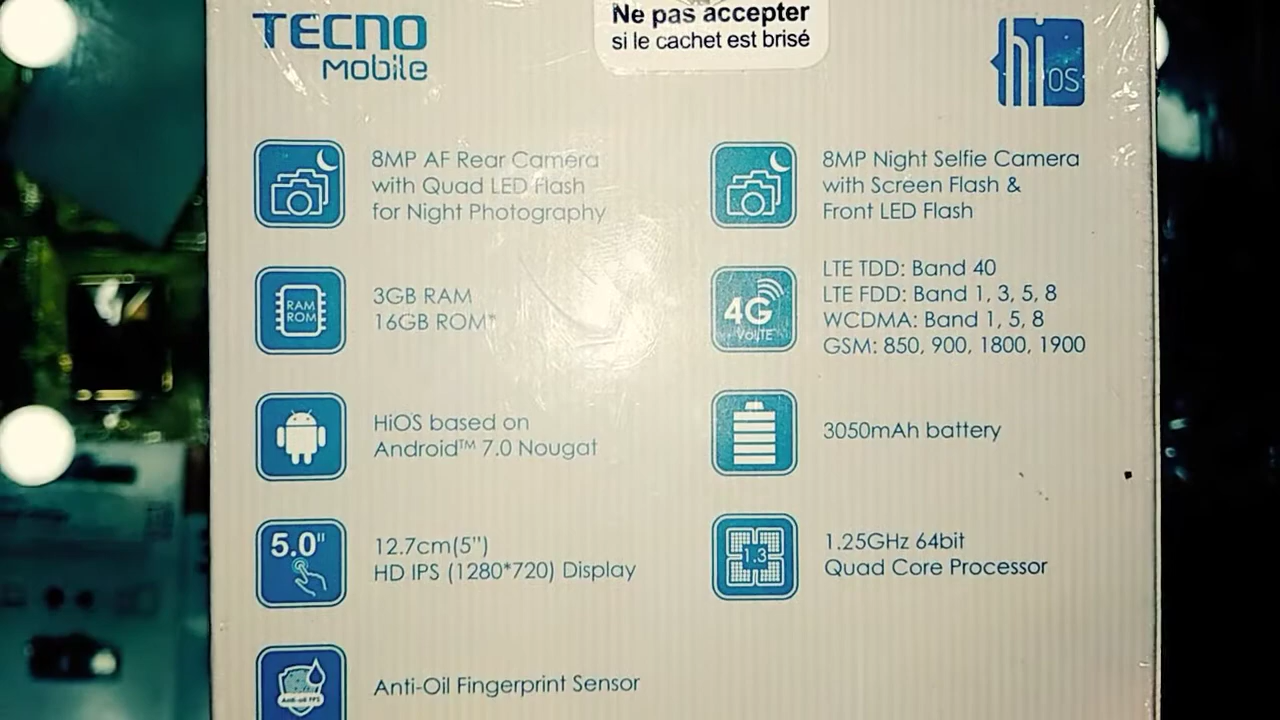 TECNO
mobile
Ne pas accepter
si le cachet est brisé
hi
OS
8MP AF Rear Camera
with Quad LED Flash
for Night Photography
8MP Night Selfie Camera
with Screen Flash &
Front LED Flash
RAM
ROM
3GB RAM
16GB ROM*
4G
VoLTE
LTE TDD: Band 40
LTE FDD: Band 1, 3, 5, 8
WCDMA: Band 1, 5, 8
GSM: 850, 900, 1800, 1900
HiOS based on
Android™ 7.0 Nougat
3050mAh battery
5.0"
12.7cm(5")
HD IPS (1280*720) Display
1.3
1.25GHz 64bit
Quad Core Processor
Anti-oil FPS
Anti-Oil Fingerprint Sensor